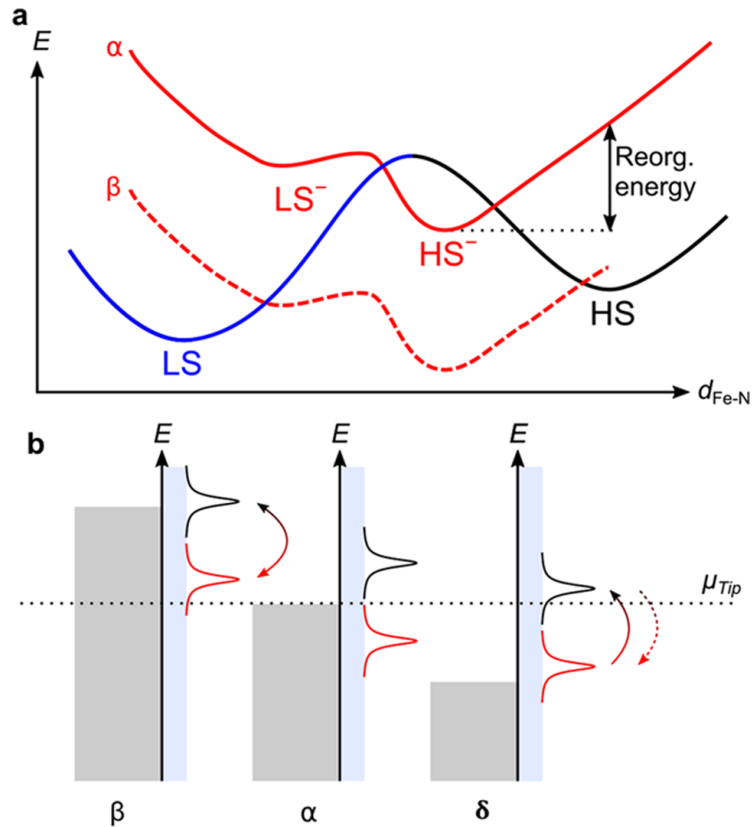 a
E
α
β
LS⁻
HS⁻
Reorg.
energy
LS
HS
d_Fe-N
b
E
E
E
μ_Tip
β
α
δ